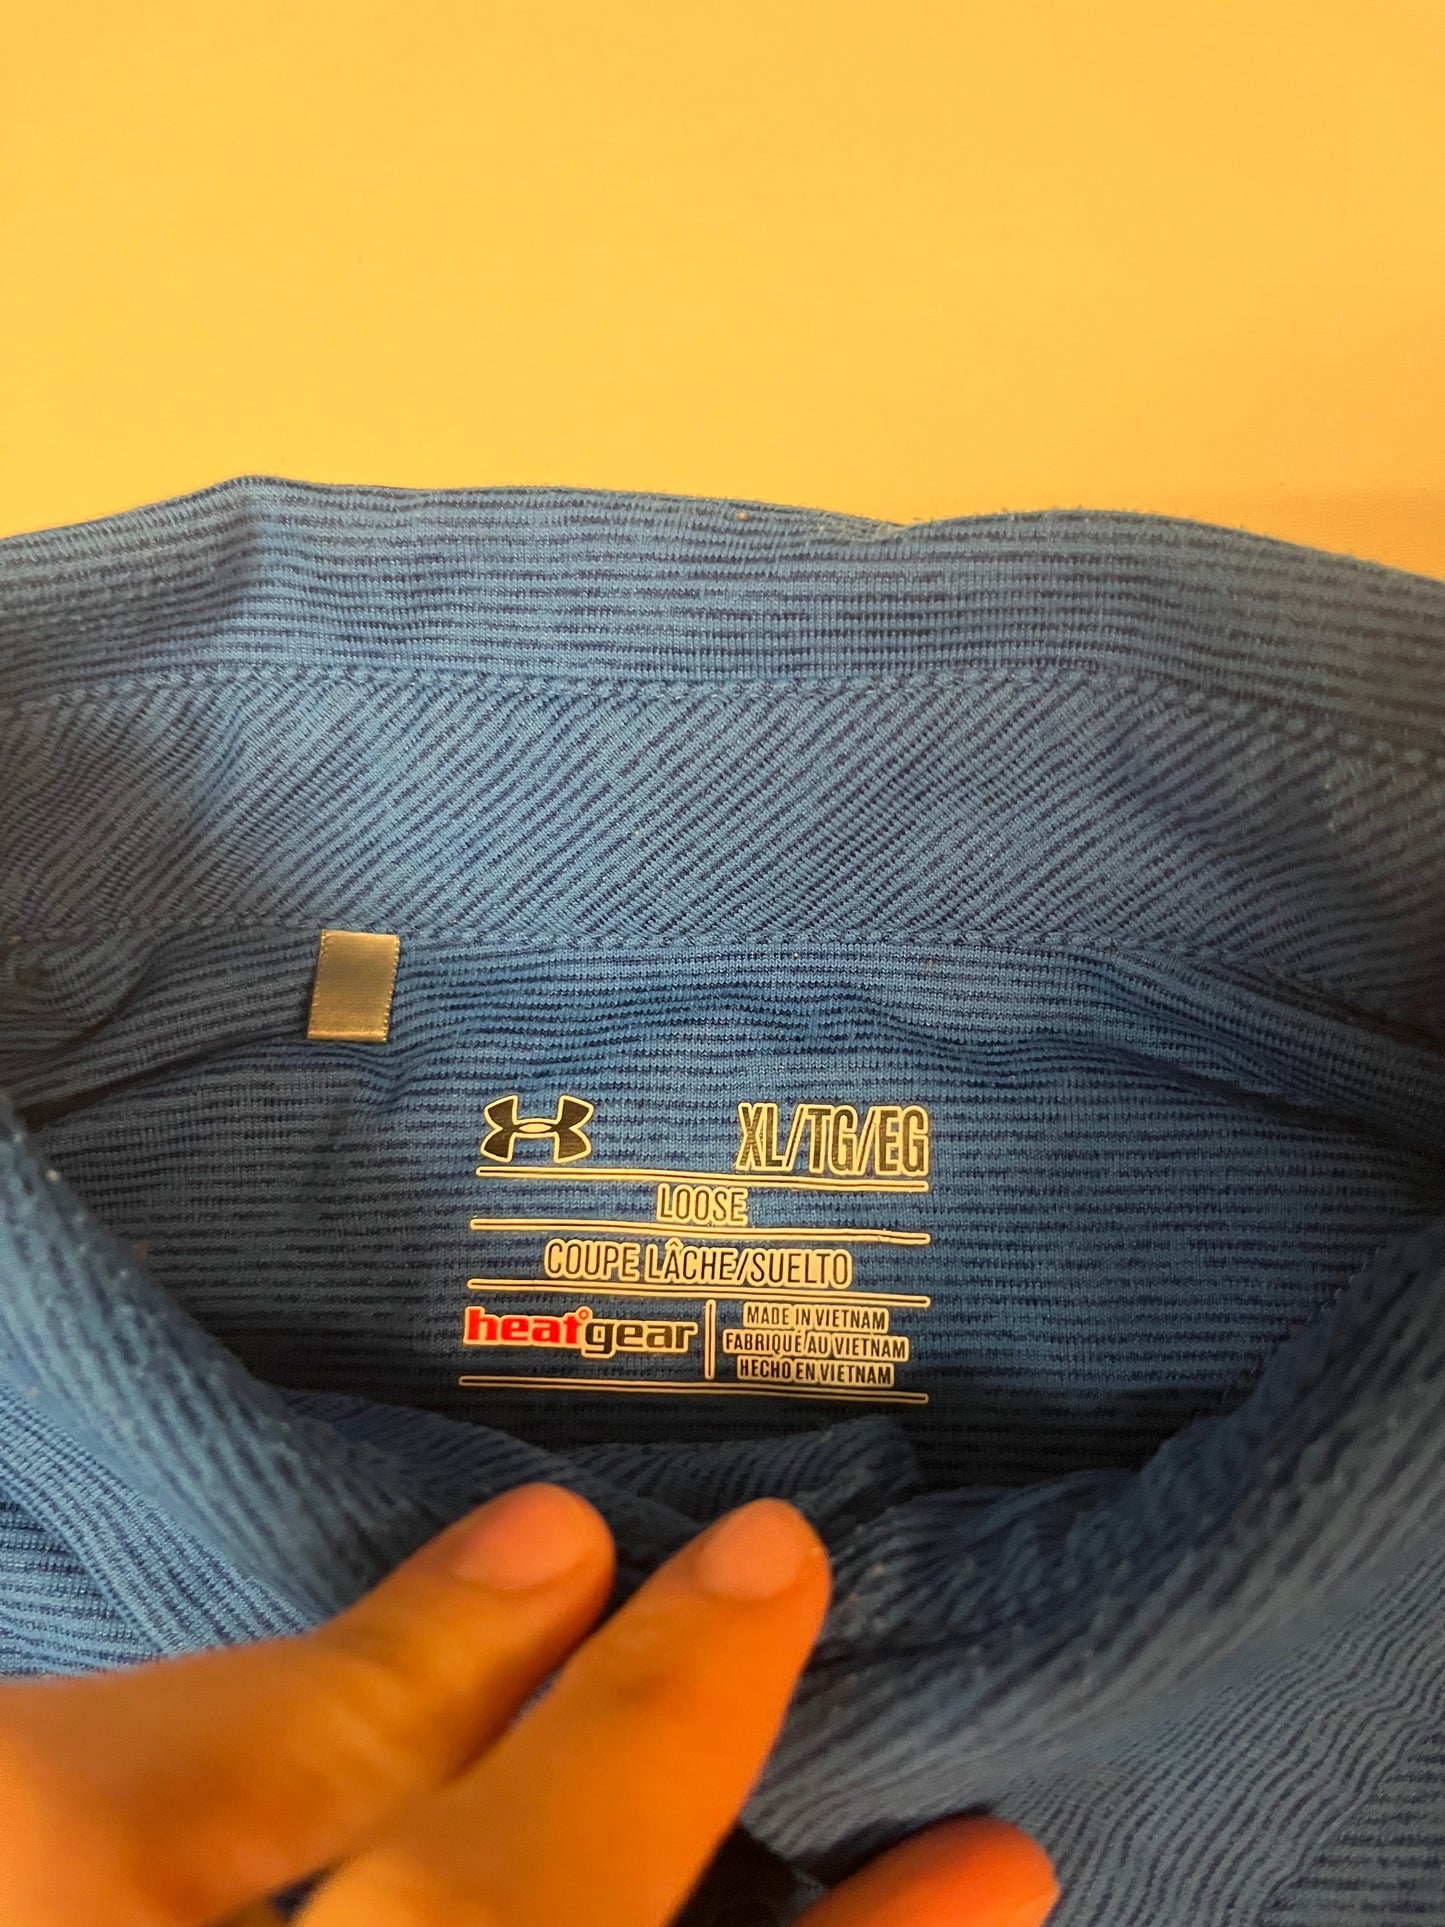 XL/TG/EG
LOOSE
COUPE LÂCHE/SUELTO
heatgear
MADE IN VIETNAM
FABRIQUÉ AU VIETNAM
HECHO EN VIETNAM